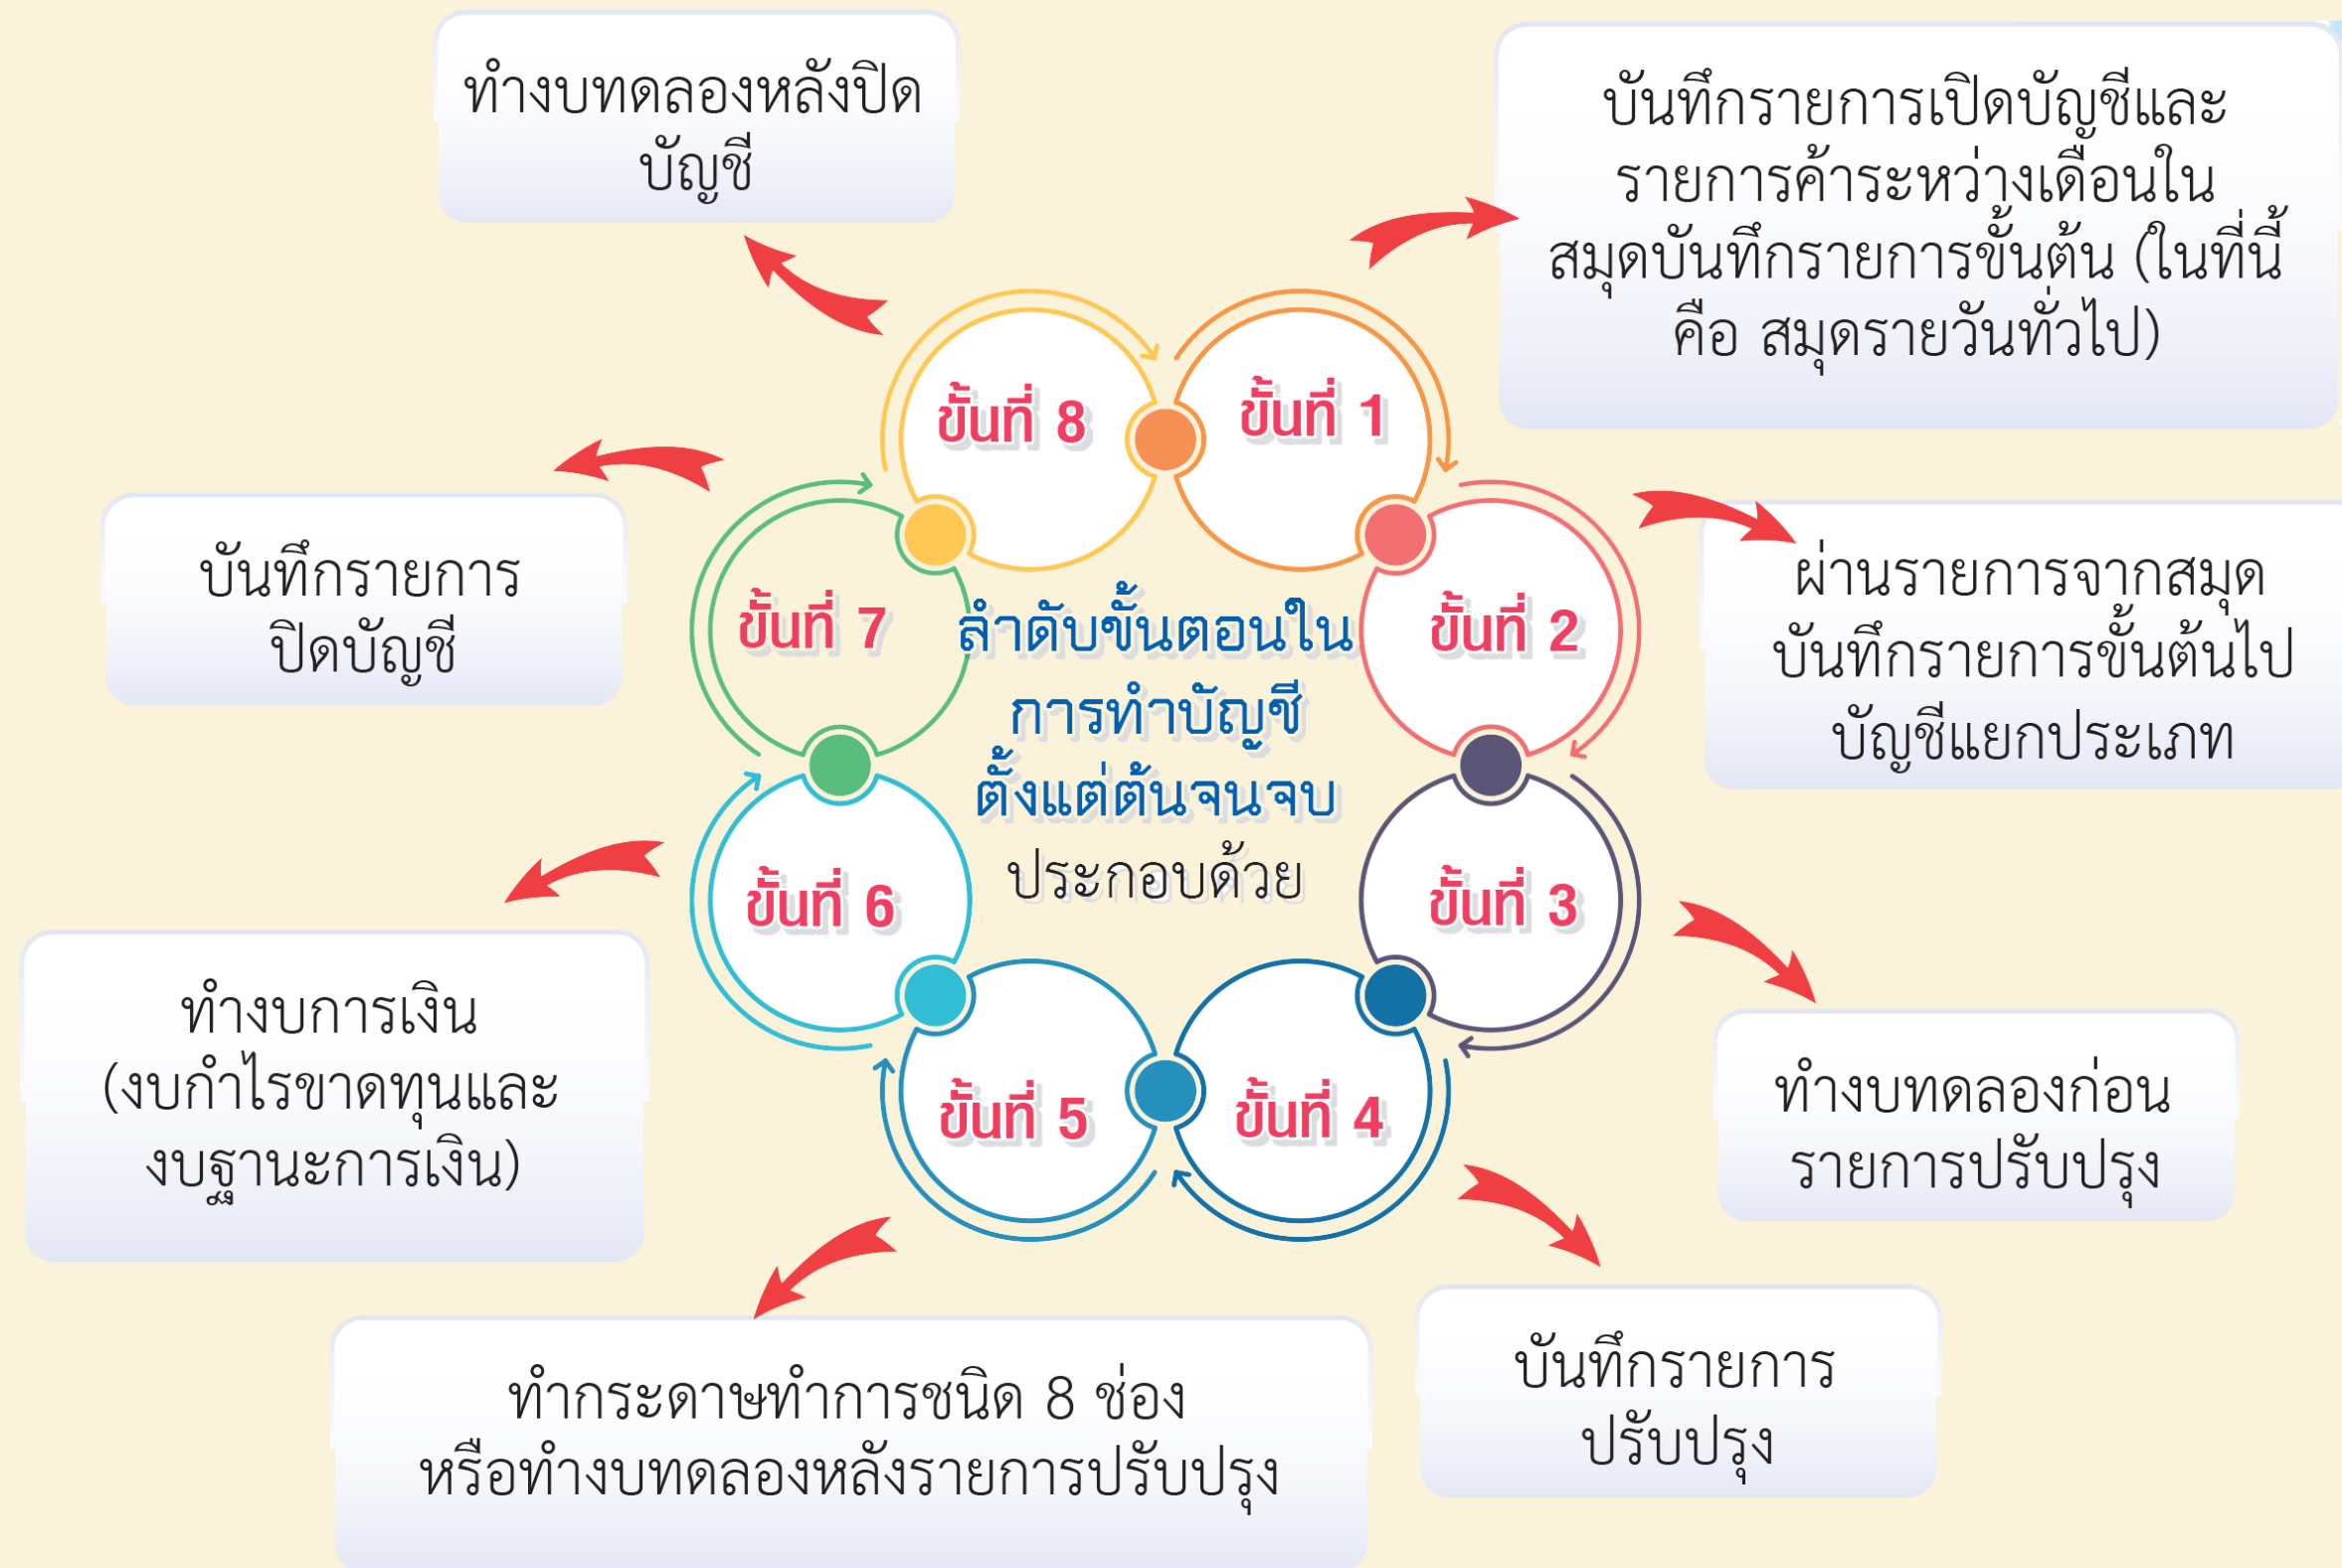 ลำดับขั้นตอนใน
การทำบัญชี
ตั้งแต่ต้นจนจบ
ประกอบด้วย
ขั้นที่ 1
บันทึกรายการเปิดบัญชีและ
รายการค้าระหว่างเดือนใน
สมุดบันทึกรายการขั้นต้น (ในที่นี้
คือ สมุดรายวันทั่วไป)
ขั้นที่ 2
ผ่านรายการจากสมุด
บันทึกรายการขั้นต้นไป
บัญชีแยกประเภท
ขั้นที่ 3
ทำงบทดลองก่อน
รายการปรับปรุง
ขั้นที่ 4
บันทึกรายการ
ปรับปรุง
ขั้นที่ 5
ทำกระดาษทำการชนิด 8 ช่อง
หรือทำงบทดลองหลังรายการปรับปรุง
ขั้นที่ 6
ทำงบการเงิน
(งบกำไรขาดทุนและ
งบฐานะการเงิน)
ขั้นที่ 7
บันทึกรายการ
ปิดบัญชี
ขั้นที่ 8
ทำงบทดลองหลังปิด
บัญชี